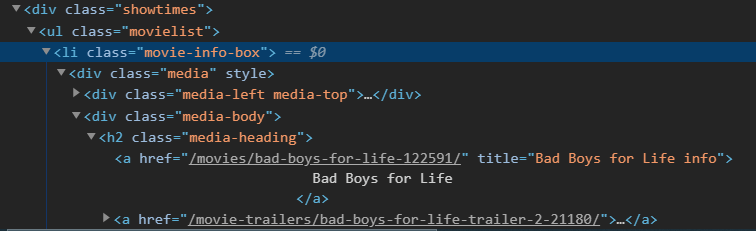 ▼<div class="showtimes">
▼<ul class="movielist">
▼<li class="movie-info-box"> == $0
▼<div class="media" style>
▶<div class="media-left media-top">…</div>
▼<div class="media-body">
▼<h2 class="media-heading">
<a href="/movies/bad-boys-for-life-122591/" title="Bad Boys for Life info">
Bad Boys for Life
</a>
▶<a href="/movie-trailers/bad-boys-for-life-trailer-2-21180/">…</a>